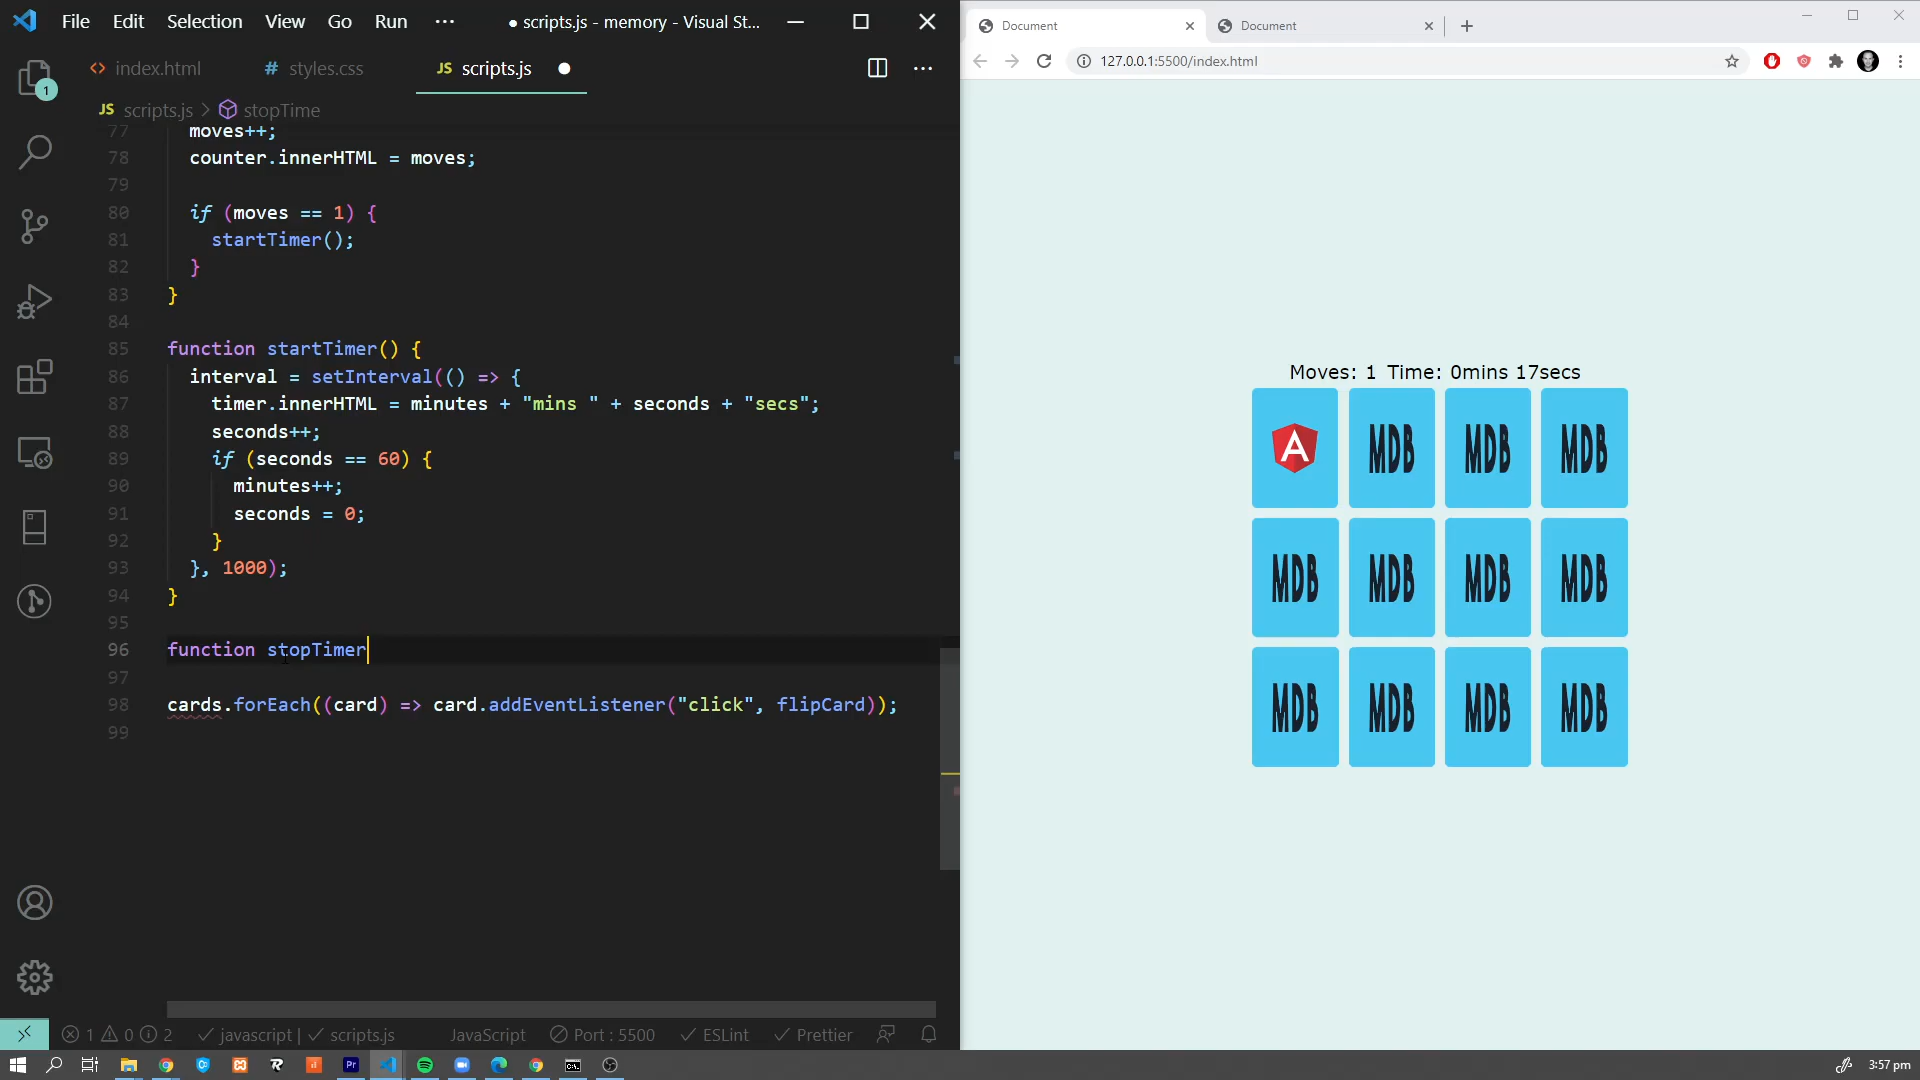 File Edit Selection View Go Run ··· ● scripts.js - memory - Visual St...
<> index.html # styles.css JS scripts.js ●
JS scripts.js > stopTime
77 moves++;
78 counter.innerHTML = moves;
79
80 if (moves == 1) {
81 startTimer();
82 }
83 }
84
85 function startTimer() {
86 interval = setInterval(() => {
87 timer.innerHTML = minutes + "mins " + seconds + "secs";
88 seconds++;
89 if (seconds == 60) {
90 minutes++;
91 seconds = 0;
92 }
93 }, 1000);
94 }
95
96 function stopTimer
97
98 cards.forEach((card) => card.addEventListener("click", flipCard));
99
1
1 0 2 javascript | scripts.js JavaScript Port : 5500 ESLint Prettier
Document Document
127.0.0.1:5500/index.html
Moves: 1 Time: 0mins 17secs
A MDB MDB MDB
MDB MDB MDB MDB
MDB MDB MDB MDB
Pr
3:57 pm